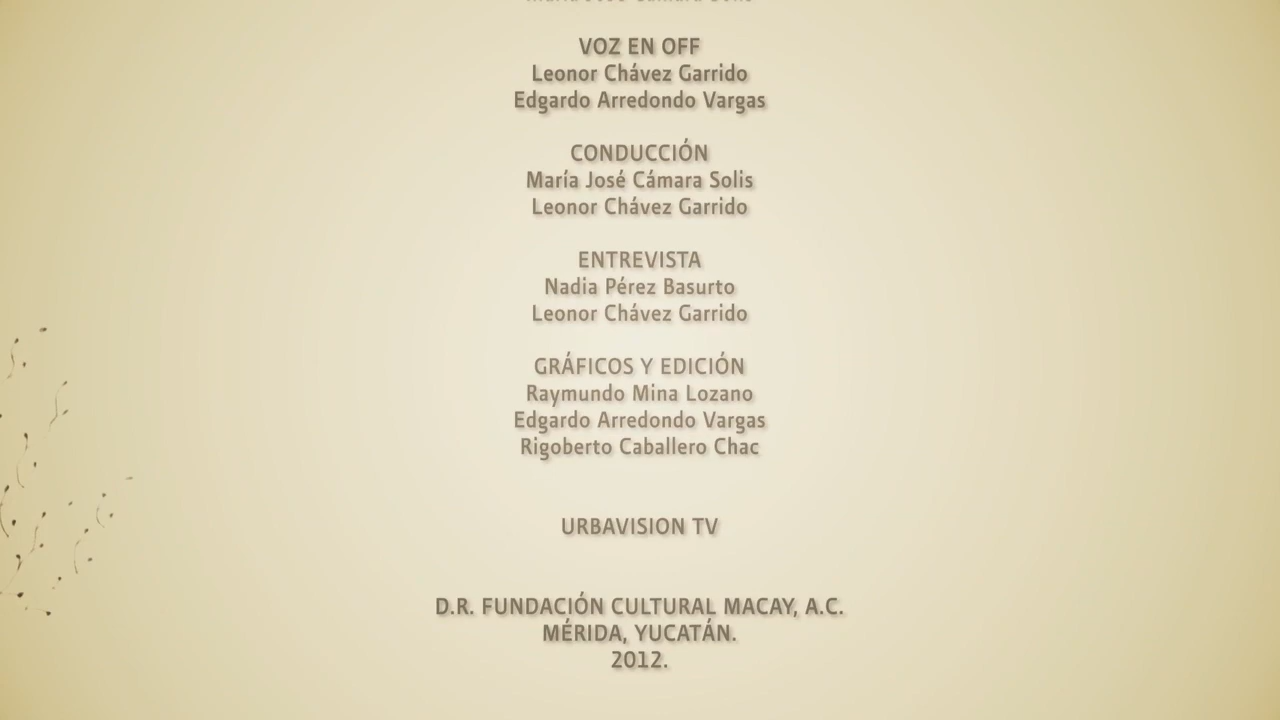 VOZ EN OFF
Leonor Chávez Garrido
Edgardo Arredondo Vargas
CONDUCCIÓN
María José Cámara Solis
Leonor Chávez Garrido
ENTREVISTA
Nadia Pérez Basurto
Leonor Chávez Garrido
GRÁFICOS Y EDICIÓN
Raymundo Mina Lozano
Edgardo Arredondo Vargas
Rigoberto Caballero Chac
URBAVISION TV
D.R. FUNDACIÓN CULTURAL MACAY, A.C.
MÉRIDA, YUCATÁN.
2012.